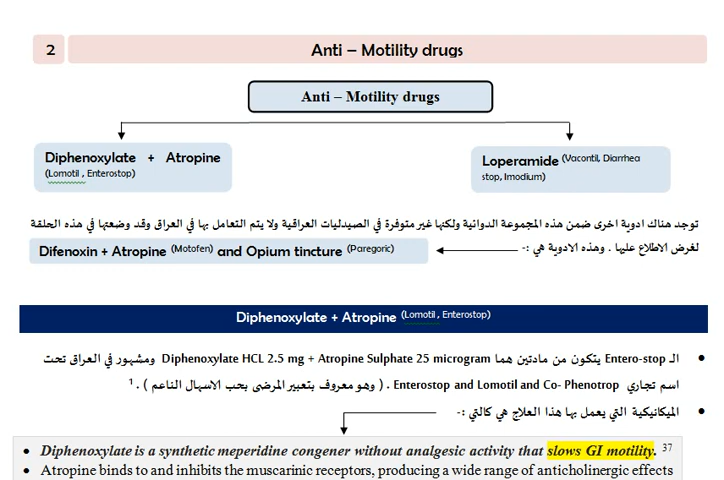 2
Anti – Motility drugs
Anti – Motility drugs
Diphenoxylate + Atropine
(Lomotil , Enterostop)
Loperamide (Vacontil, Diarrhea
stop, Imodium)
توجد هناك ادوية اخرى ضمن هذه المجموعة الدوائية ولكنها غير متوفرة في الصيدليات العراقية ولا يتم التعامل بها في العراق وقد وضعتها في هذه الحلقة
لغرض الاطلاع عليها . وهذه الادوية هي :-
Difenoxin + Atropine (Motofen) and Opium tincture (Paregoric)
Diphenoxylate + Atropine (Lomotil , Enterostop)
• الـ Entero-stop يتكون من مادتين هما Diphenoxylate HCL 2.5 mg + Atropine Sulphate 25 microgram ومشهور في العراق تحت
اسم تجاري Enterostop and Lomotil and Co- Phenotrop . ( وهو معروف بتعبير المرضى بحب الاسهال الناعم ) . 1
• الميكانيكية التي يعمل بها هذا العلاج هي كالتي :-
• Diphenoxylate is a synthetic meperidine congener without analgesic activity that slows GI motility. 37
• Atropine binds to and inhibits the muscarinic receptors, producing a wide range of anticholinergic effects